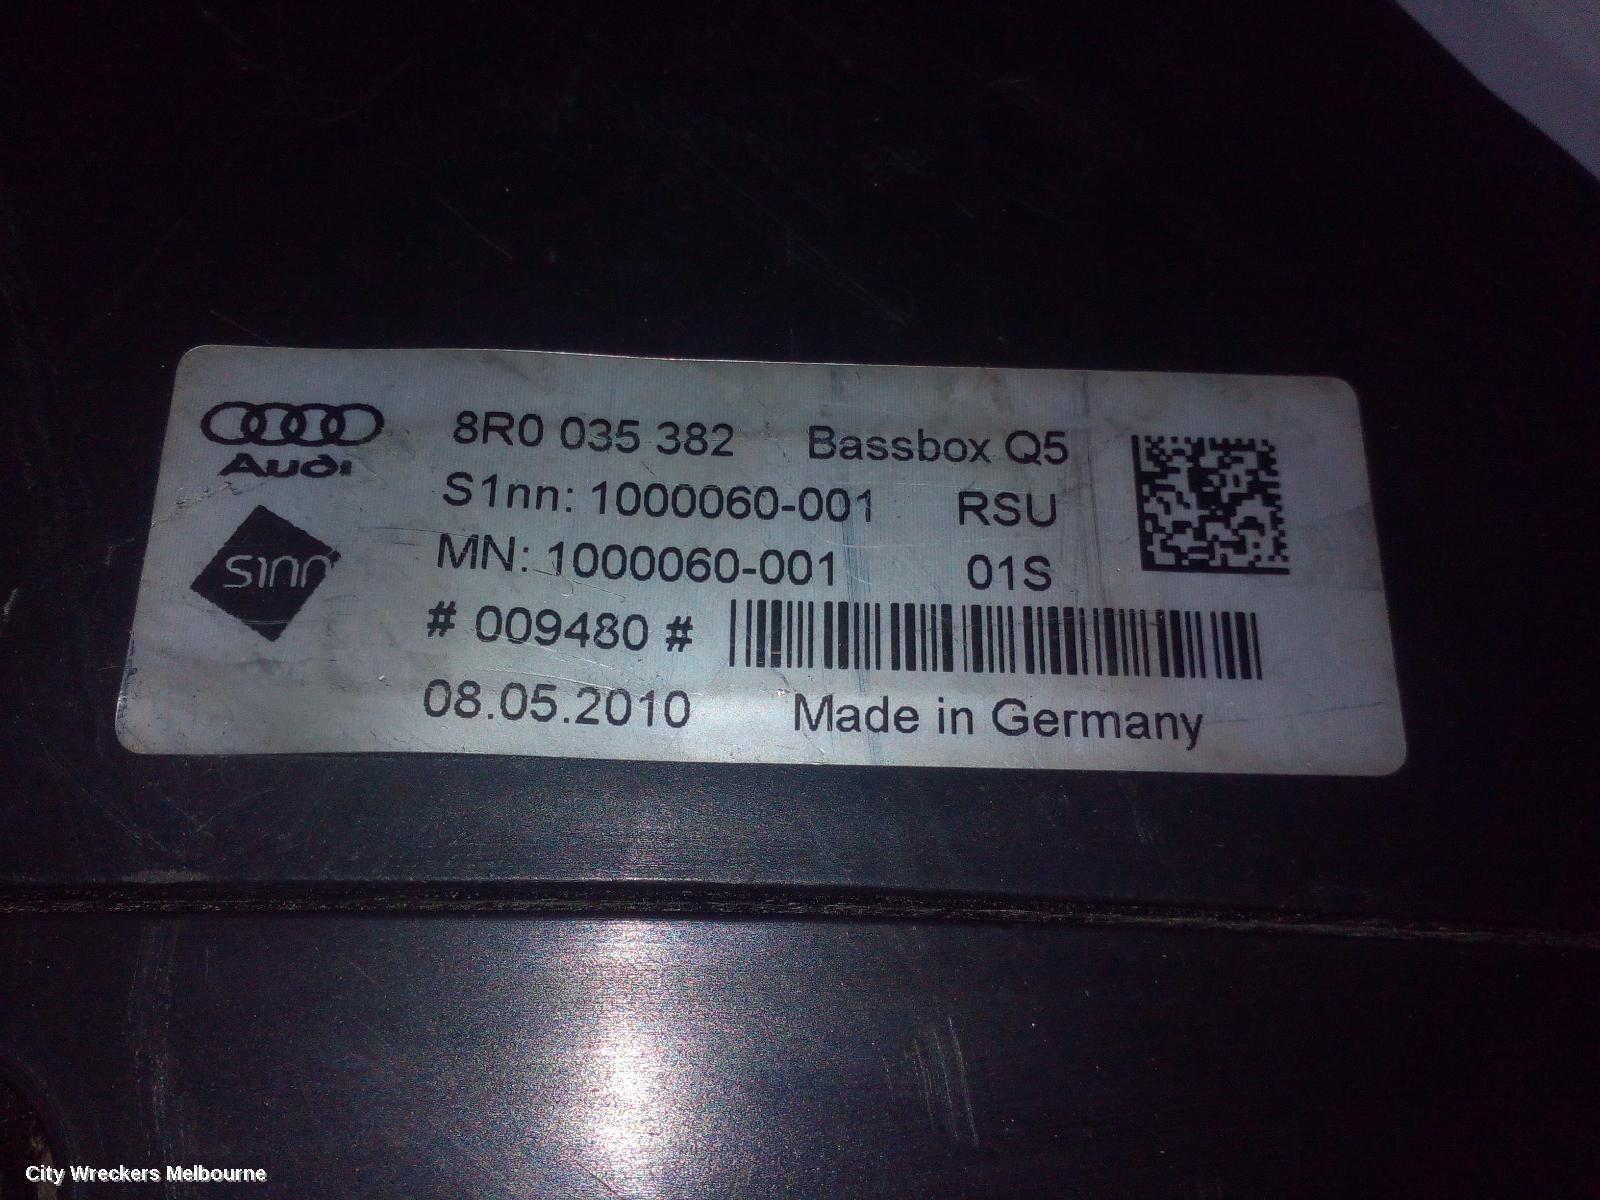 Audi
8R0 035 382 Bassbox Q5
S1nn: 1000060-001 RSU
s1nn
MN: 1000060-001 01S
# 009480 #
08.05.2010 Made in Germany
City Wreckers Melbourne